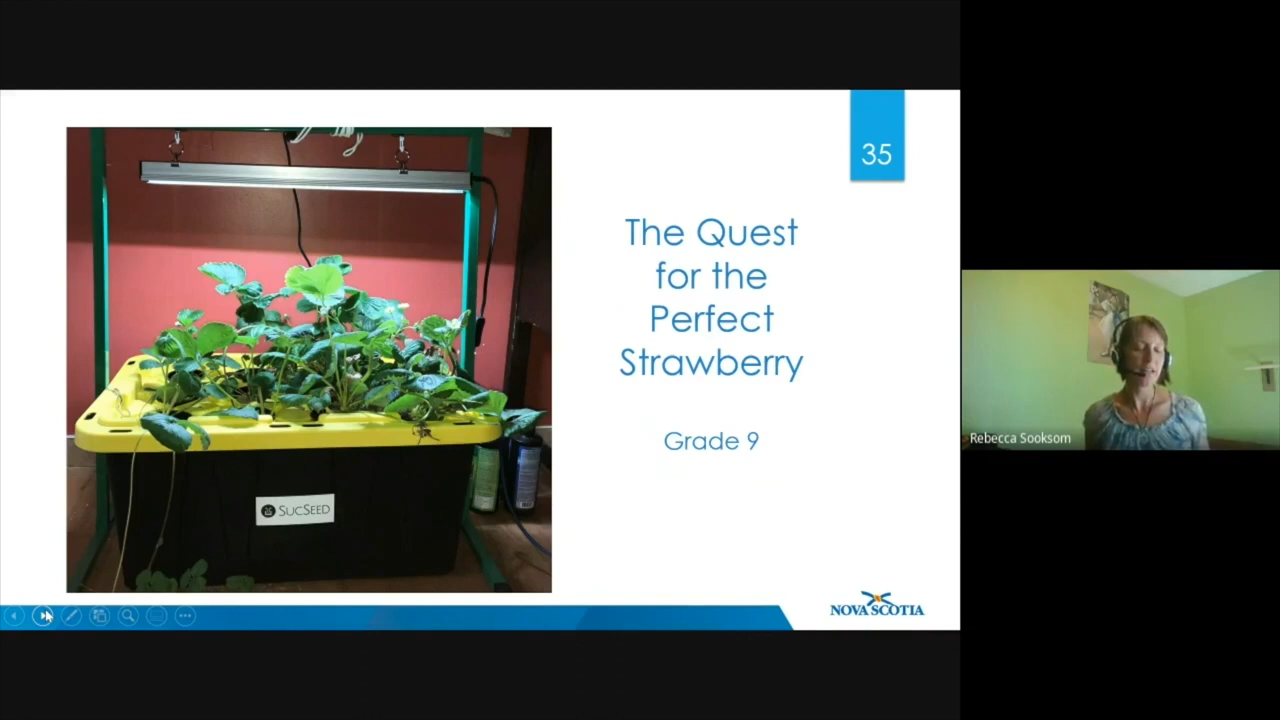 35
The Quest
for the
Perfect
Strawberry
Grade 9
SUCSEED
NOVA SCOTIA
Rebecca Sooksom